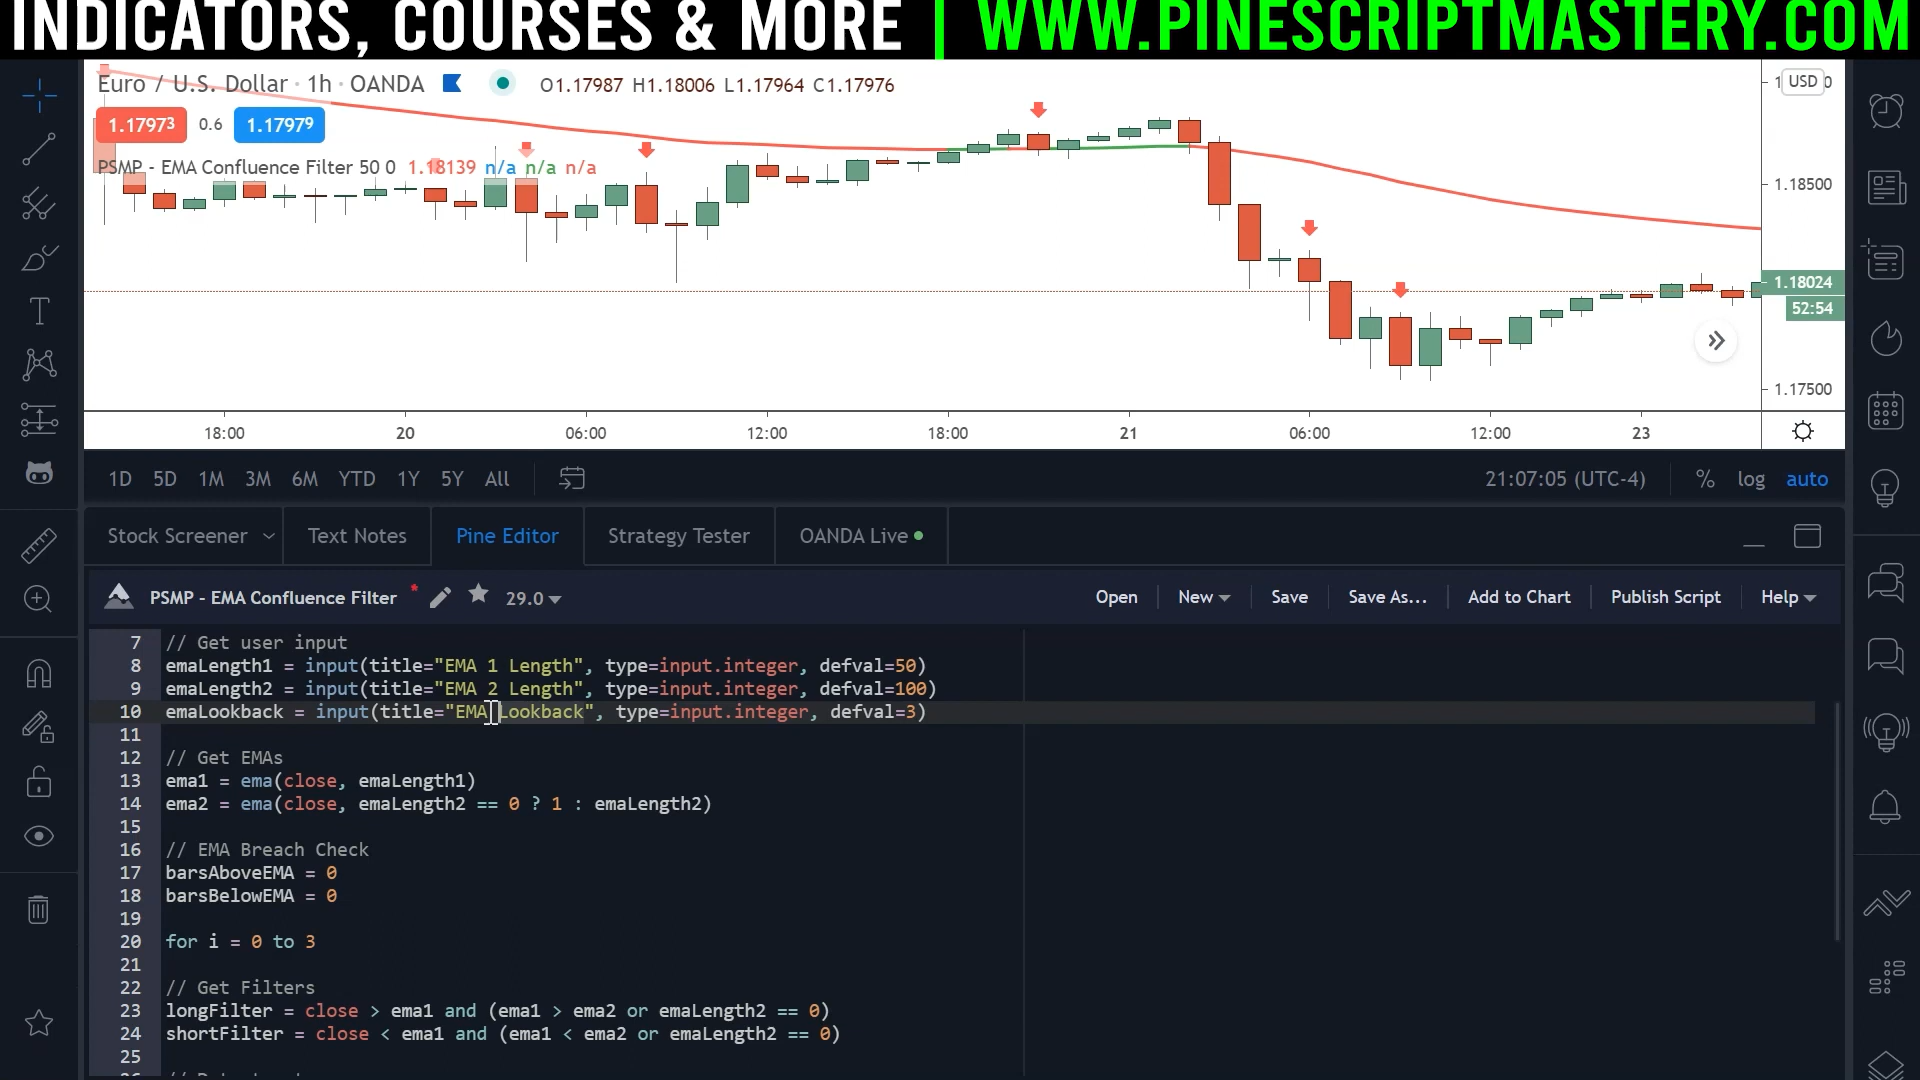 INDICATORS, COURSES & MORE | WWW.PINESCRIPTMASTERY.COM
Euro / U.S. Dollar · 1h · OANDA O1.17987 H1.18006 L1.17964 C1.17976
USD
1.17973 0.6 1.17979
PSMP - EMA Confluence Filter 50 0 1.18139 n/a n/a n/a
1.18500
1.18024
52:54
1.17500
18:00 20 06:00 12:00 18:00 21 06:00 12:00 23
1D 5D 1M 3M 6M YTD 1Y 5Y All 21:07:05 (UTC-4) % log auto
Stock Screener Text Notes Pine Editor Strategy Tester OANDA Live
PSMP - EMA Confluence Filter * 29.0 Open New Save Save As... Add to Chart Publish Script Help
7 // Get user input
8 emaLength1 = input(title="EMA 1 Length", type=input.integer, defval=50)
9 emaLength2 = input(title="EMA 2 Length", type=input.integer, defval=100)
10 emaLookback = input(title="EMA Lookback", type=input.integer, defval=3)
11
12 // Get EMAs
13 ema1 = ema(close, emaLength1)
14 ema2 = ema(close, emaLength2 == 0 ? 1 : emaLength2)
15
16 // EMA Breach Check
17 barsAboveEMA = 0
18 barsBelowEMA = 0
19
20 for i = 0 to 3
21
22 // Get Filters
23 longFilter = close > ema1 and (ema1 > ema2 or emaLength2 == 0)
24 shortFilter = close < ema1 and (ema1 < ema2 or emaLength2 == 0)
25